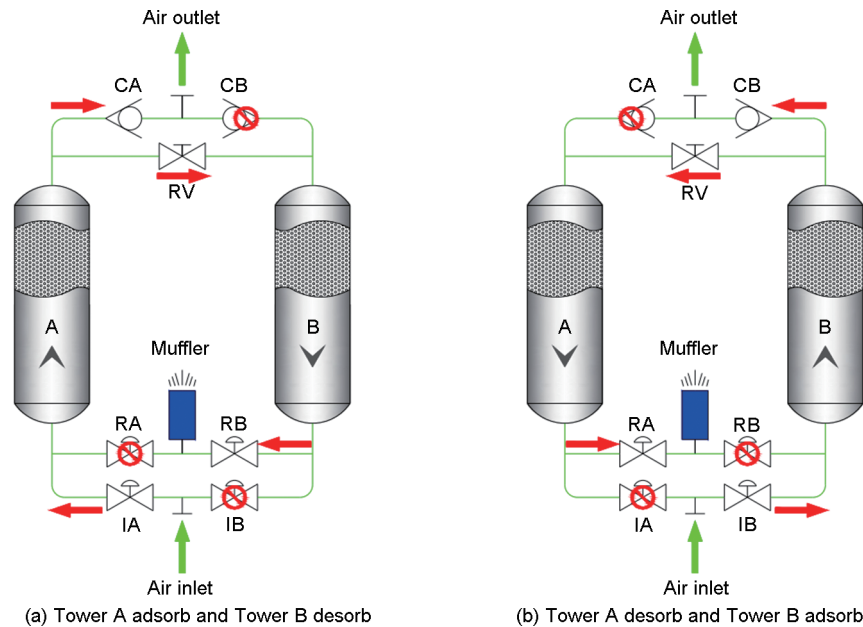 Air outlet
CA
CB
RV
A
B
Muffler
RA
RB
IA
IB
Air inlet
(a) Tower A adsorb and Tower B desorb
Air outlet
CA
CB
RV
A
B
Muffler
RA
RB
IA
IB
Air inlet
(b) Tower A desorb and Tower B adsorb